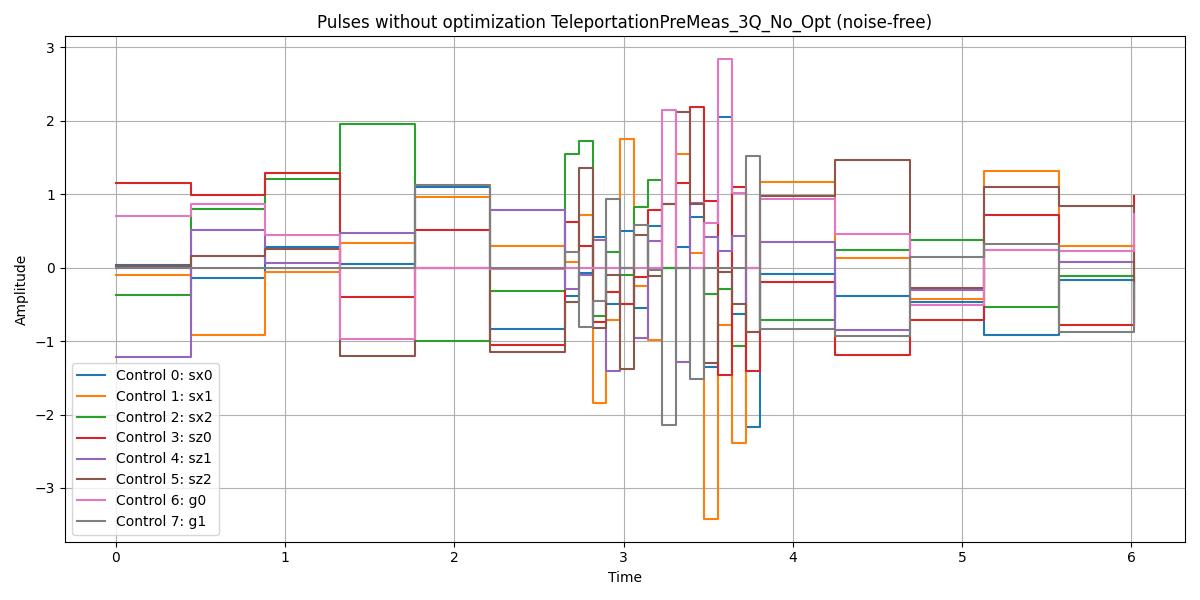 Pulses without optimization TeleportationPreMeas_3Q_No_Opt (noise-free)
Amplitude
3
2
1
0
−1
−2
−3
Control 0: sx0
Control 1: sx1
Control 2: sx2
Control 3: sz0
Control 4: sz1
Control 5: sz2
Control 6: g0
Control 7: g1
0 1 2 3 4 5 6
Time